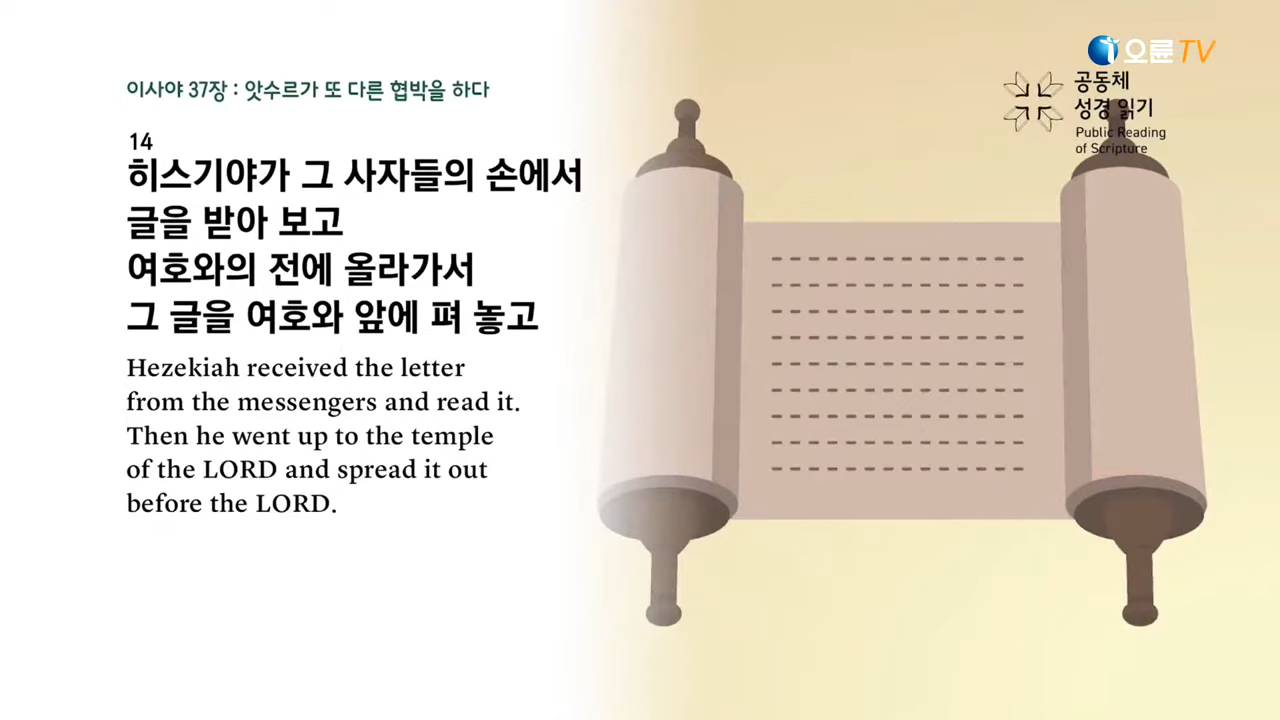 오륜TV
이사야 37장 : 앗수르가 또 다른 협박을 하다
공동체
성경 읽기
Public Reading
of Scripture
14
히스기야가 그 사자들의 손에서
글을 받아 보고
여호와의 전에 올라가서
그 글을 여호와 앞에 펴 놓고
Hezekiah received the letter
from the messengers and read it.
Then he went up to the temple
of the LORD and spread it out
before the LORD.